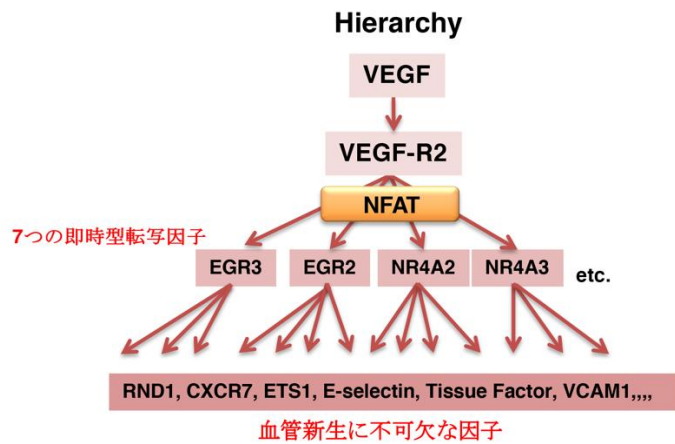 Hierarchy
VEGF
VEGF-R2
NFAT
7つの即時型転写因子
EGR3
EGR2
NR4A2
NR4A3
etc.
RND1, CXCR7, ETS1, E-selectin, Tissue Factor, VCAM1,,,,
血管新生に不可欠な因子